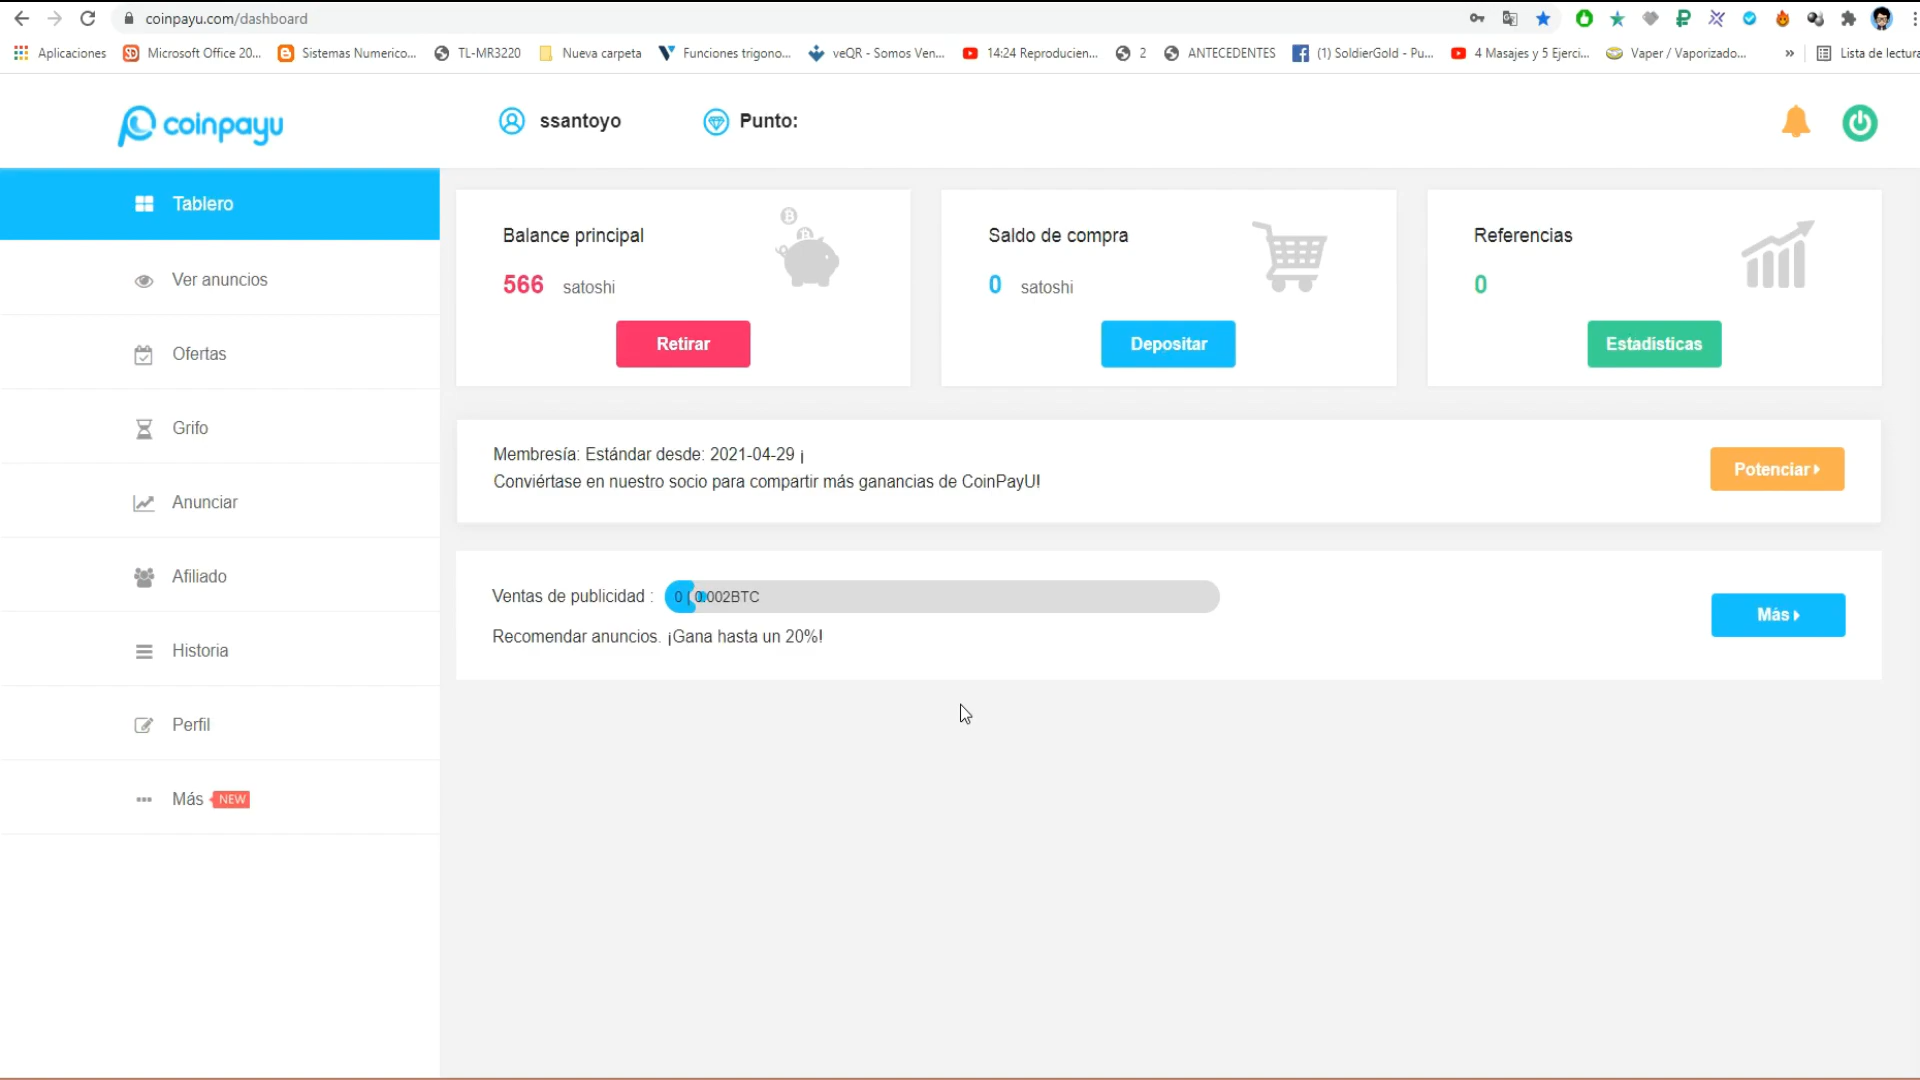 coinpayu.com/dashboard
Aplicaciones
Microsoft Office 20...
Sistemas Numerico...
TL-MR3220
Nueva carpeta
Funciones trigono...
veQR - Somos Ven...
14:24 Reproducien...
2
ANTECEDENTES
(1) SoldierGold - Pu...
4 Masajes y 5 Ejerci...
Vaper / Vaporizado...
»
Lista de lectura
coinpayu
ssantoyo
Punto:
Tablero
Ver anuncios
Ofertas
Grifo
Anunciar
Afiliado
Historia
Perfil
Más NEW
Balance principal
566 satoshi
Retirar
Saldo de compra
0 satoshi
Depositar
Referencias
0
Estadisticas
Membresía: Estándar desde: 2021-04-29 ¡
Conviértase en nuestro socio para compartir más ganancias de CoinPayU!
Potenciar
Ventas de publicidad : 0 | 0.002BTC
Recomendar anuncios. ¡Gana hasta un 20%!
Más